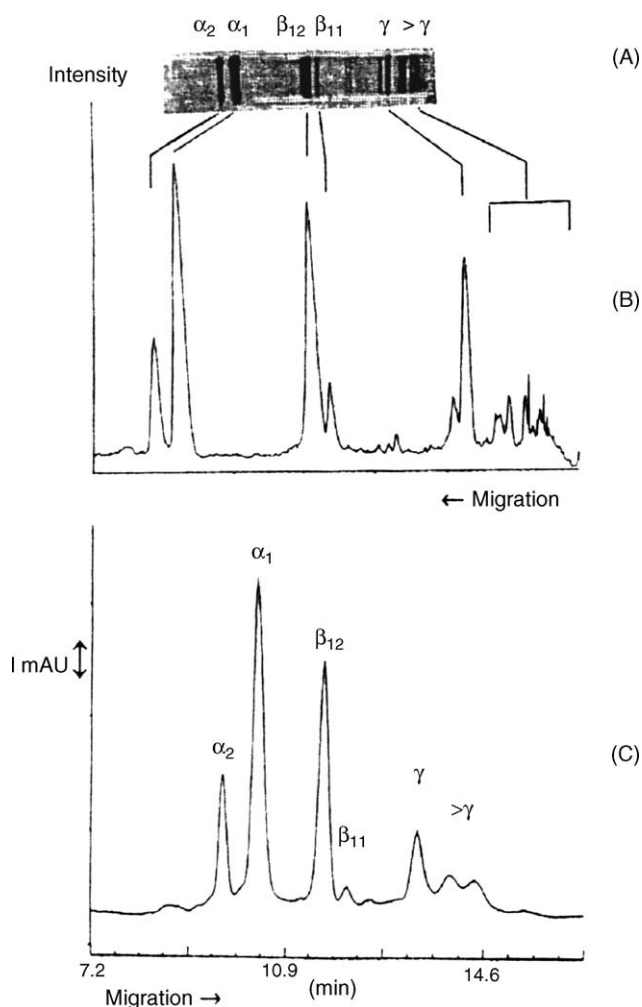 α₂ α₁ β₁₂ β₁₁ γ > γ
(A)
Intensity
(B)
← Migration
α₁
I mAU
β₁₂
(C)
α₂
γ
>γ
β₁₁
7.2 10.9 (min) 14.6
Migration →